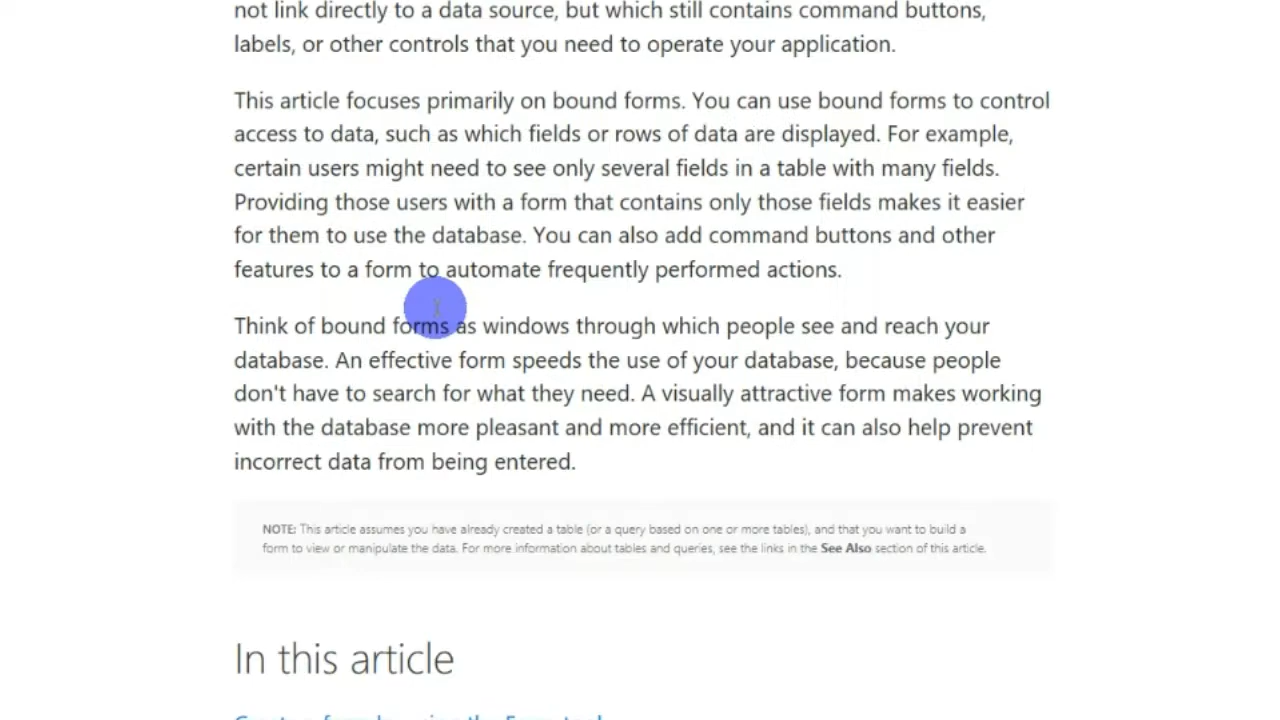 not link directly to a data source, but which still contains command buttons,
labels, or other controls that you need to operate your application.
This article focuses primarily on bound forms. You can use bound forms to control
access to data, such as which fields or rows of data are displayed. For example,
certain users might need to see only several fields in a table with many fields.
Providing those users with a form that contains only those fields makes it easier
for them to use the database. You can also add command buttons and other
features to a form to automate frequently performed actions.
Think of bound forms as windows through which people see and reach your
database. An effective form speeds the use of your database, because people
don't have to search for what they need. A visually attractive form makes working
with the database more pleasant and more efficient, and it can also help prevent
incorrect data from being entered.
NOTE: This article assumes you have already created a table (or a query based on one or more tables), and that you want to build a
form to view or manipulate the data. For more information about tables and queries, see the links in the See Also section of this article.
In this article